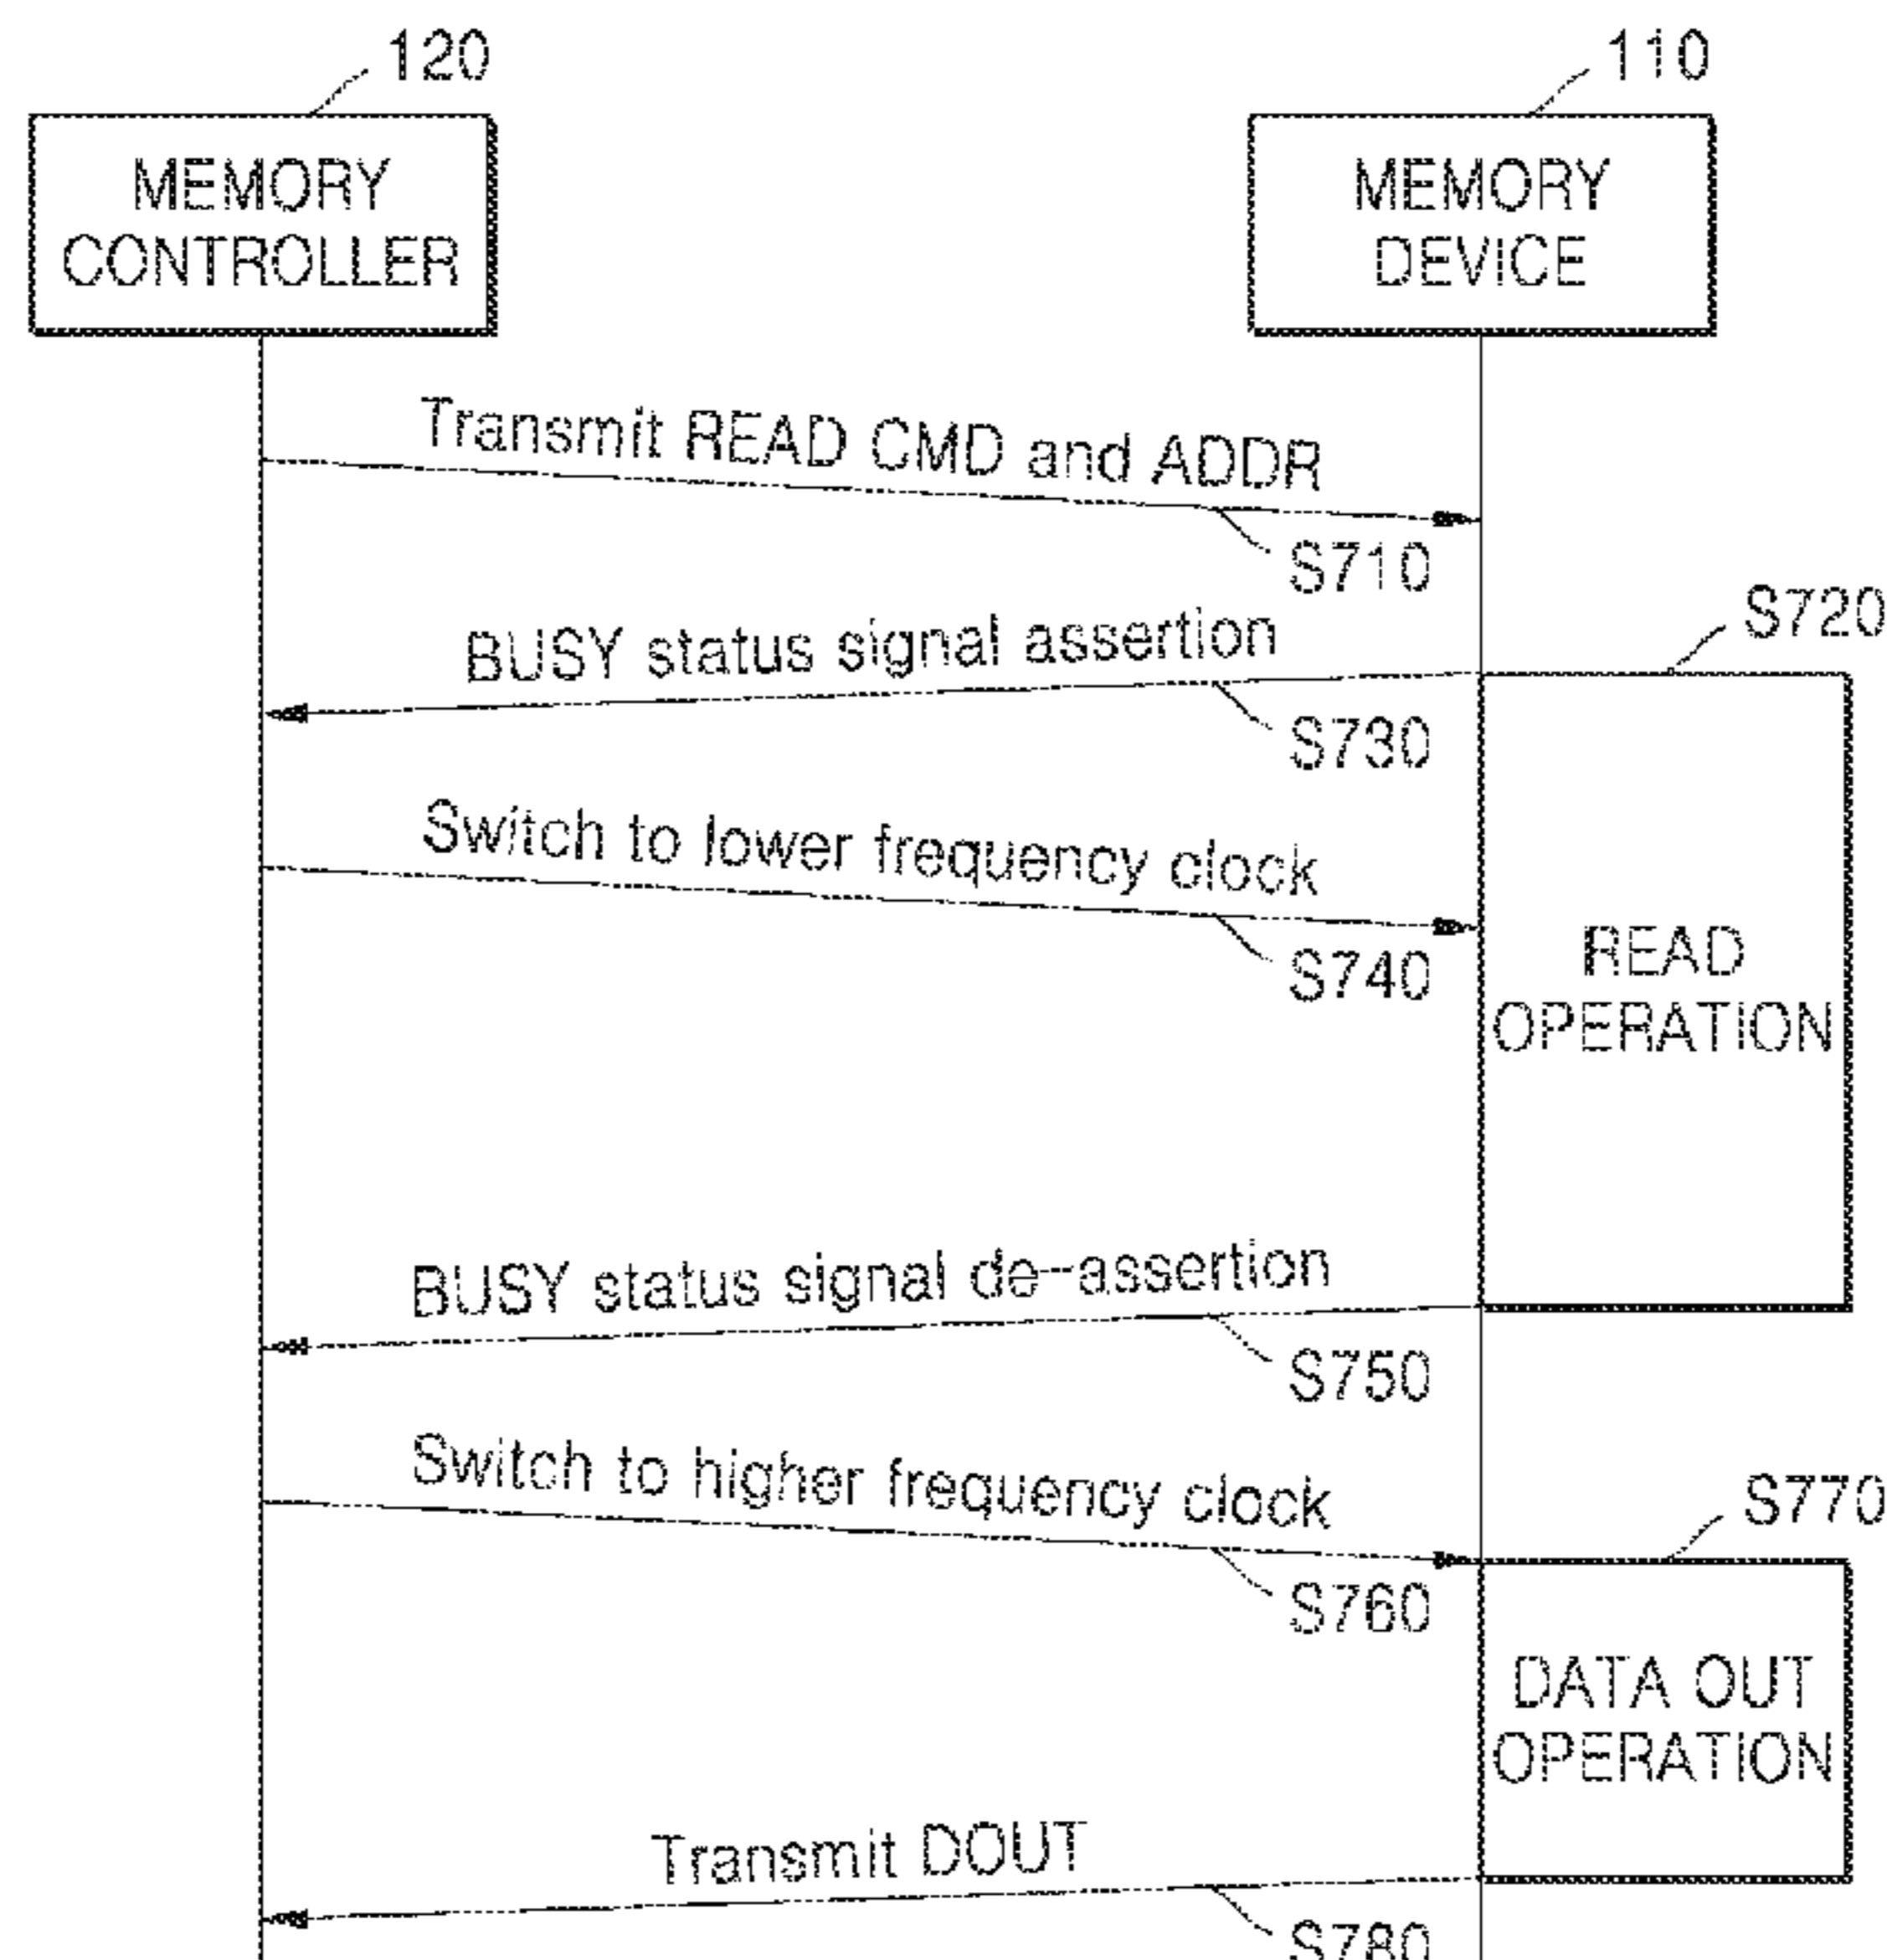 120
110
MEMORY
CONTROLLER
MEMORY
DEVICE
Transmit READ CMD and ADDR
S710
S720
BUSY status signal assertion
S730
Switch to lower frequency clock
S740
READ
OPERATION
BUSY status signal de-assertion
S750
Switch to higher frequency clock
S770
S760
DATA OUT
OPERATION
Transmit DOUT
S780